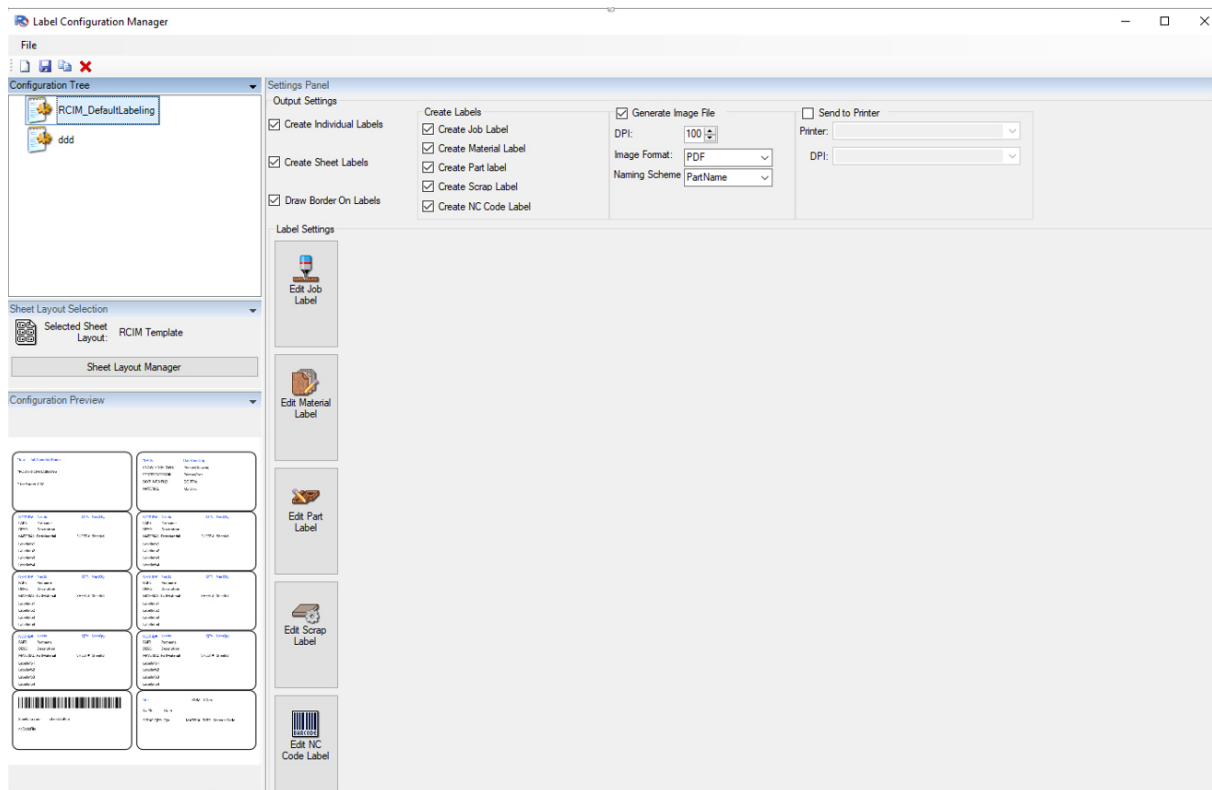 Label Configuration Manager
File
Configuration Tree
RCIM_DefaultLabeling
ddd
Sheet Layout Selection
Selected Sheet Layout:
RCIM Template
Sheet Layout Manager
Configuration Preview
Settings Panel
Output Settings
Create Individual Labels
Create Sheet Labels
Draw Border On Labels
Create Labels
Create Job Label
Create Material Label
Create Part label
Create Scrap Label
Create NC Code Label
Generate Image File
DPI: 100
Image Format: PDF
Naming Scheme PartName
Send to Printer
Printer:
DPI:
Label Settings
Edit Job
Label
Edit Material
Label
Edit Part
Label
Edit Scrap
Label
BARCODE
Edit NC
Code Label